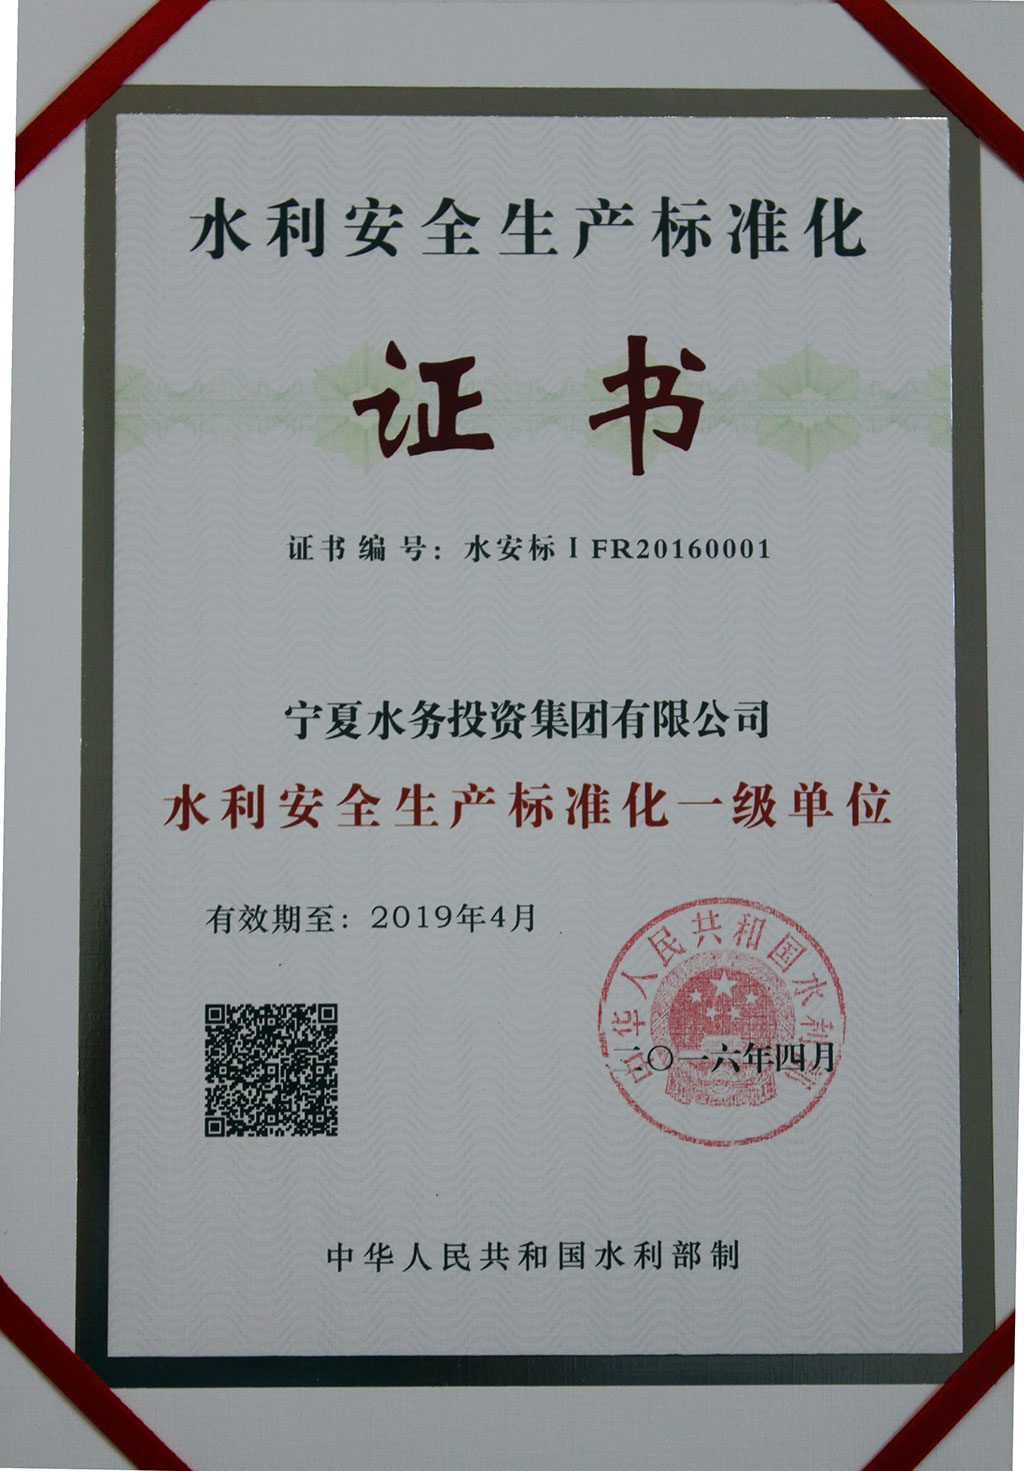 水利安全生产标准化
证书
证书编号：水安标ⅠFR20160001
宁夏水务投资集团有限公司
水利安全生产标准化一级单位
有效期至：2019年4月
中华人民共和国水利部
二〇一六年四月
中华人民共和国水利部制